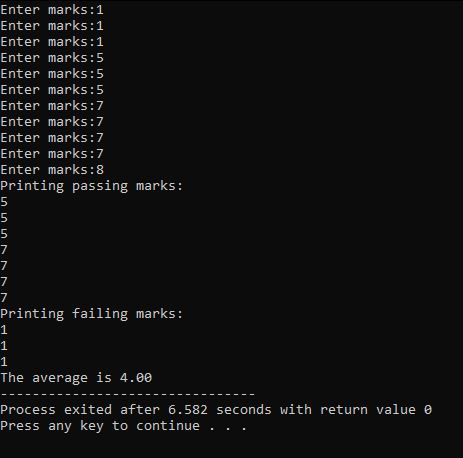 Enter marks:1
Enter marks:1
Enter marks:1
Enter marks:5
Enter marks:5
Enter marks:5
Enter marks:7
Enter marks:7
Enter marks:7
Enter marks:7
Enter marks:8
Printing passing marks:
5
5
5
7
7
7
7
Printing failing marks:
1
1
1
The average is 4.00
--------------------------------
Process exited after 6.582 seconds with return value 0
Press any key to continue . . .